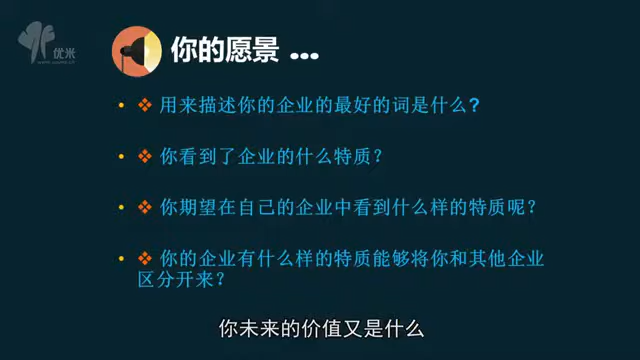 优米
www.umiwi.com
你的愿景 ...
用来描述你的企业的最好的词是什么?
你看到了企业的什么特质？
你期望在自己的企业中看到什么样的特质呢？
你的企业有什么样的特质能够将你和其他企业
区分开来？
你未来的价值又是什么